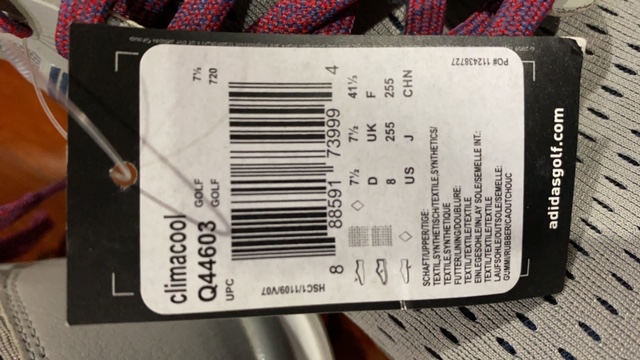 climacool
Q44603
GOLF 7½
UPC GOLF 720
8 88591 73999 4
HSC1/1109/V07
7½ 7½ 41½
D UK F
8 255 255
US J CHN
SCHAFT/UPPER/TIGE:
TEXTIL,SYNTHETISCH/TEXTILE,SYNTHETICS/
TEXTILE,SYNTHETIQUE
FUTTER/LINING/DOUBLURE:
TEXTIL/TEXTILE/TEXTILE
EINLEGESOHLE/INLAY SOLE/SEMELLE INT:
TEXTIL/TEXTILE/TEXTILE
LAUFSOHLE/OUTSOLE/SEMELLE:
GUMMI/RUBBER/CAOUTCHOUC
PO# 112438727
adidasgolf.com